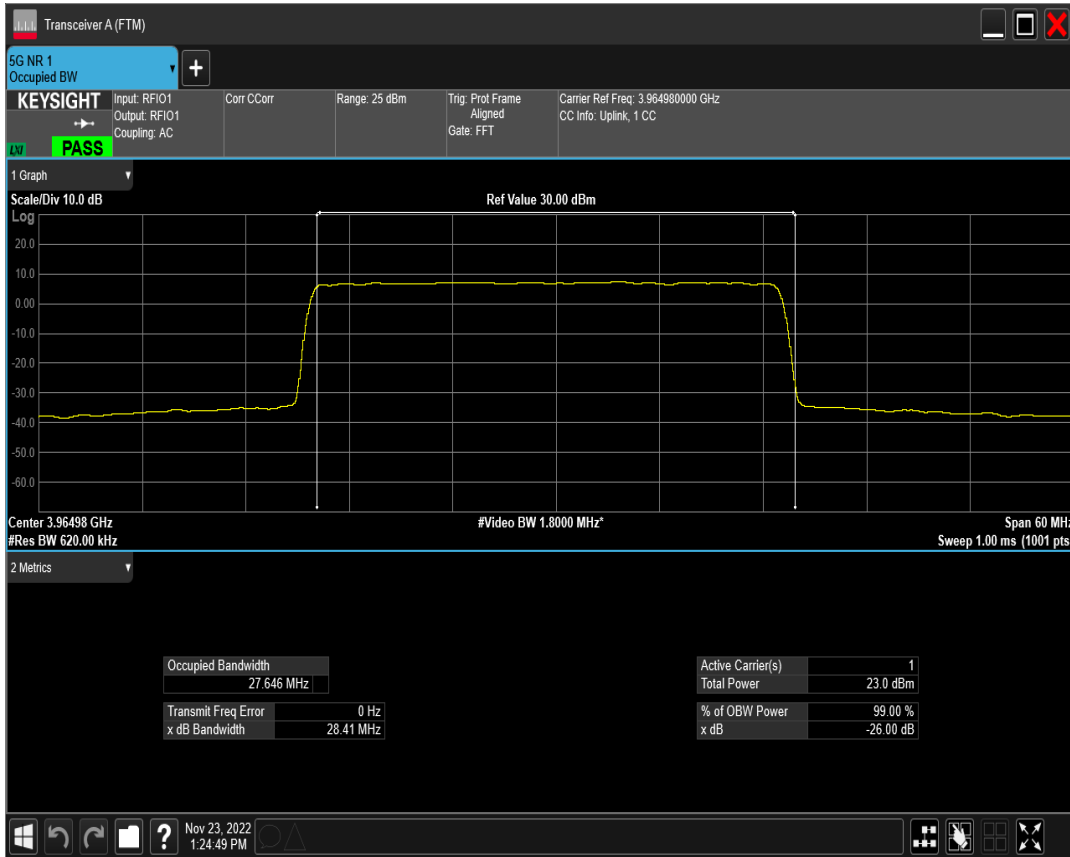 Transceiver A (FTM)
5G NR 1
Occupied BW
+
KEYSIGHT
LXI
PASS
Input: RFIO1
Output: RFIO1
Coupling: AC
Corr CCorr
Range: 25 dBm
Trig: Prot Frame
Aligned
Gate: FFT
Carrier Ref Freq: 3.964980000 GHz
CC Info: Uplink, 1 CC
1 Graph
Scale/Div 10.0 dB
Ref Value 30.00 dBm
Log
20.0
10.0
0.00
-10.0
-20.0
-30.0
-40.0
-50.0
-60.0
Center 3.96498 GHz
#Video BW 1.8000 MHz*
Span 60 MHz
#Res BW 620.00 kHz
Sweep 1.00 ms (1001 pts
2 Metrics
Occupied Bandwidth
27.646 MHz
Transmit Freq Error 0 Hz
x dB Bandwidth 28.41 MHz
Active Carrier(s) 1
Total Power 23.0 dBm
% of OBW Power 99.00 %
x dB -26.00 dB
?
Nov 23, 2022
1:24:49 PM